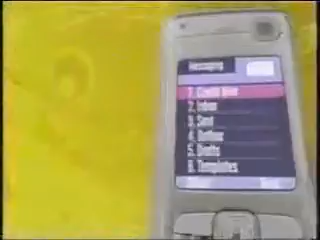 Messaging
1. Create new
2. Inbox
3. Sent
4. Outbox
5. Drafts
6. Templates